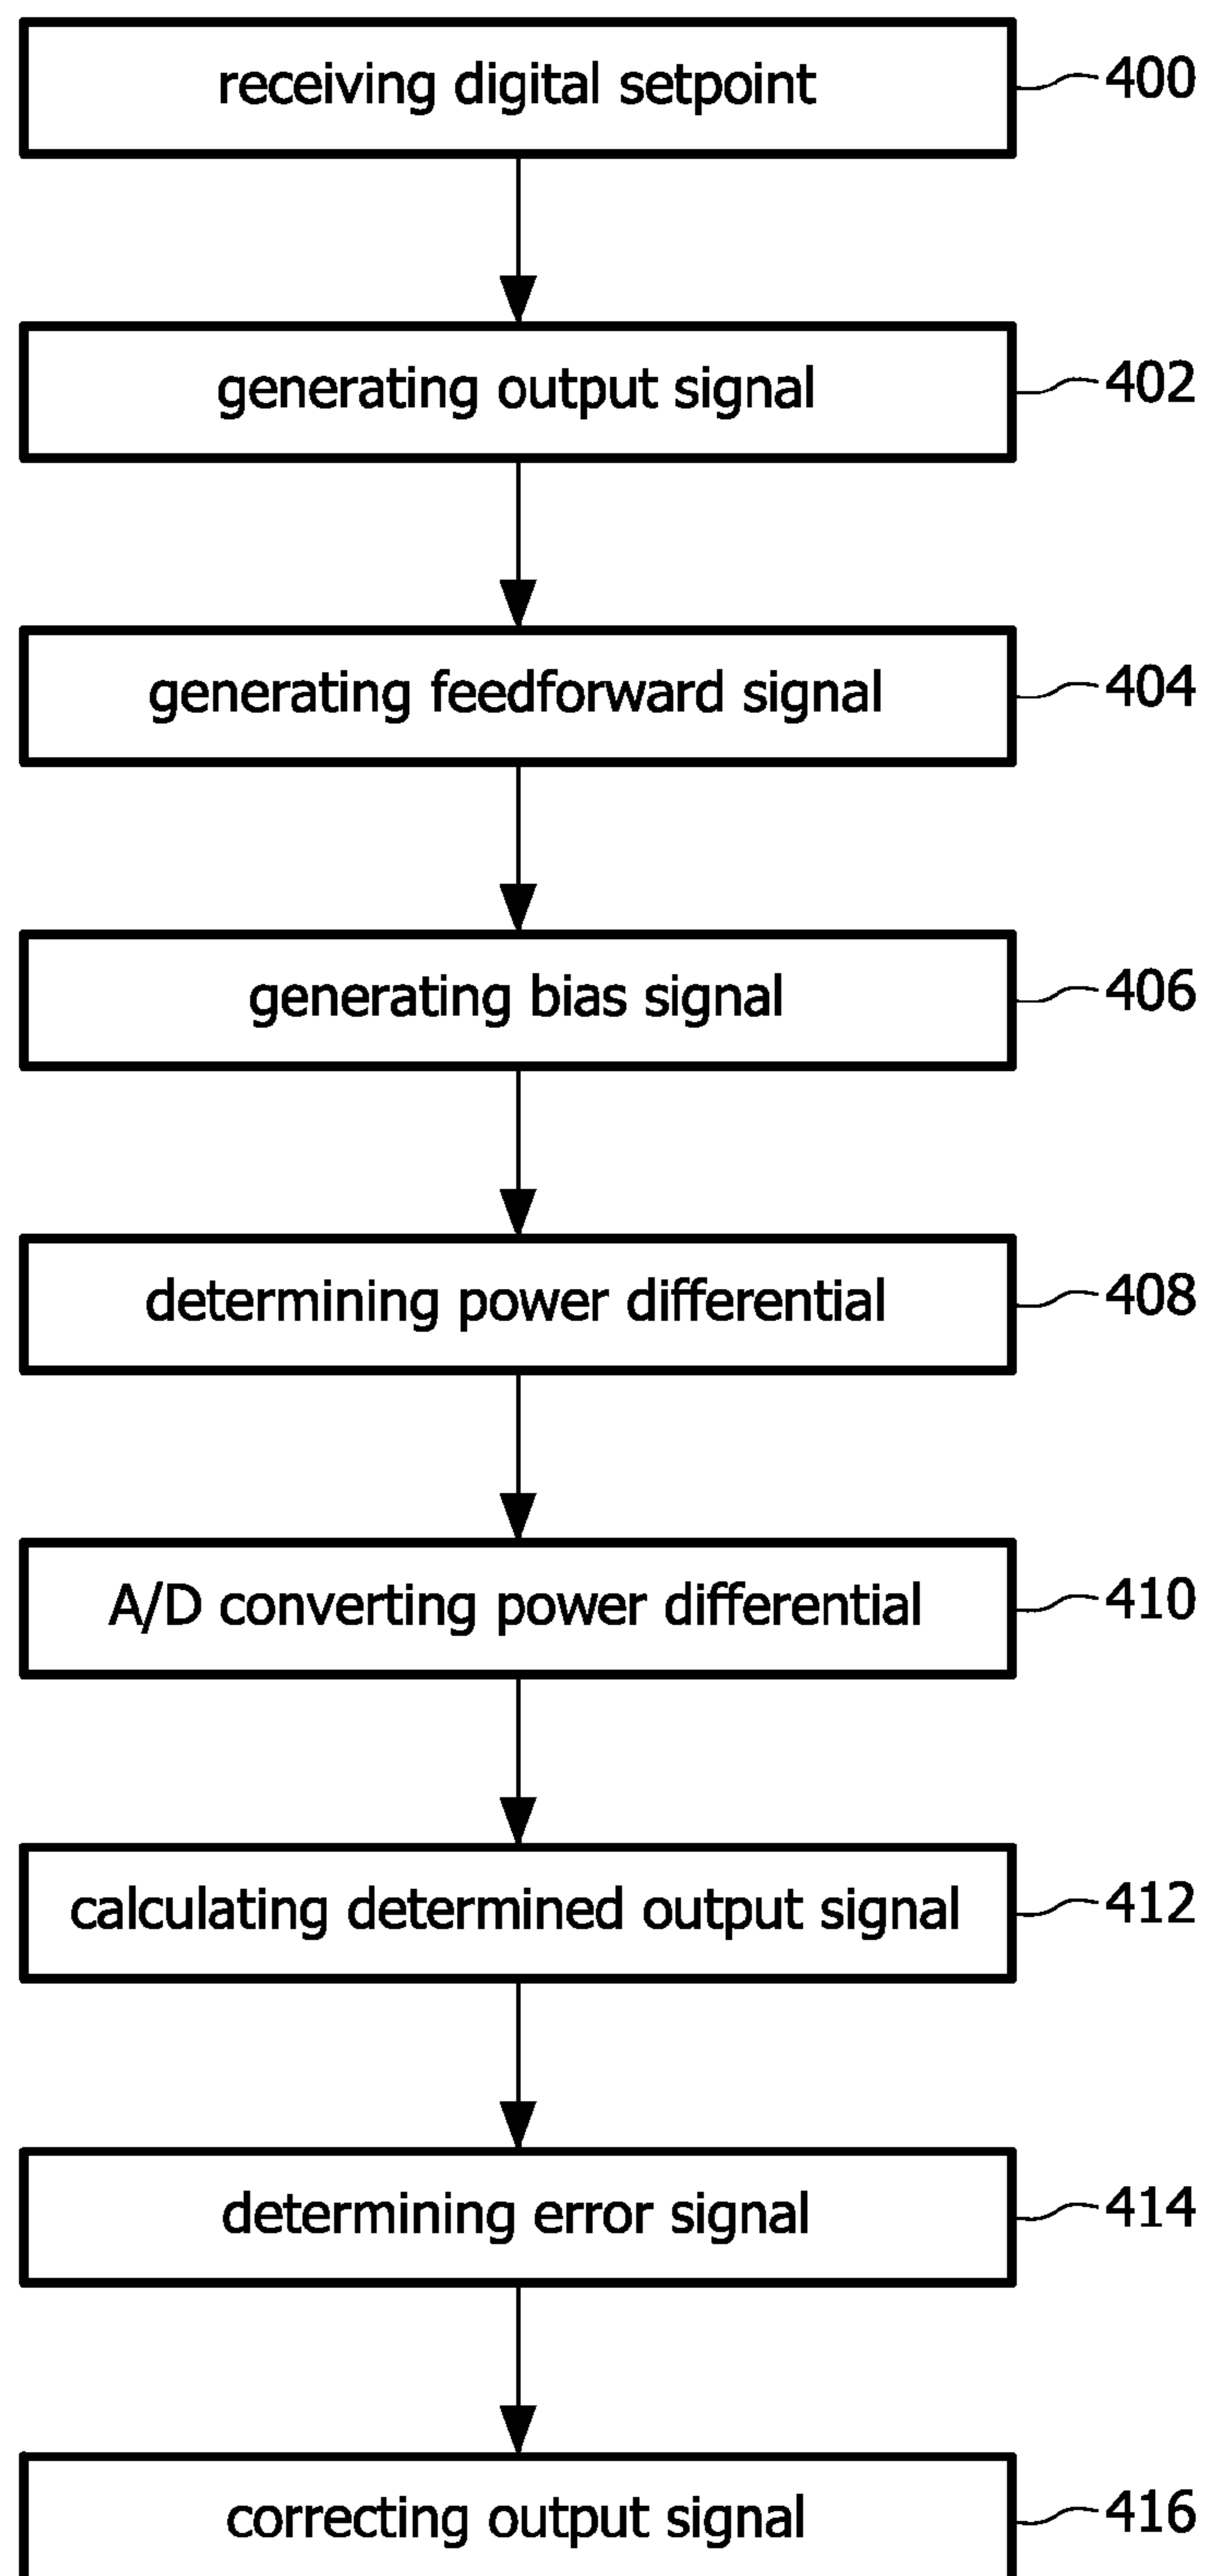 receiving digital setpoint 400
generating output signal 402
generating feedforward signal 404
generating bias signal 406
determining power differential 408
A/D converting power differential 410
calculating determined output signal 412
determining error signal 414
correcting output signal 416